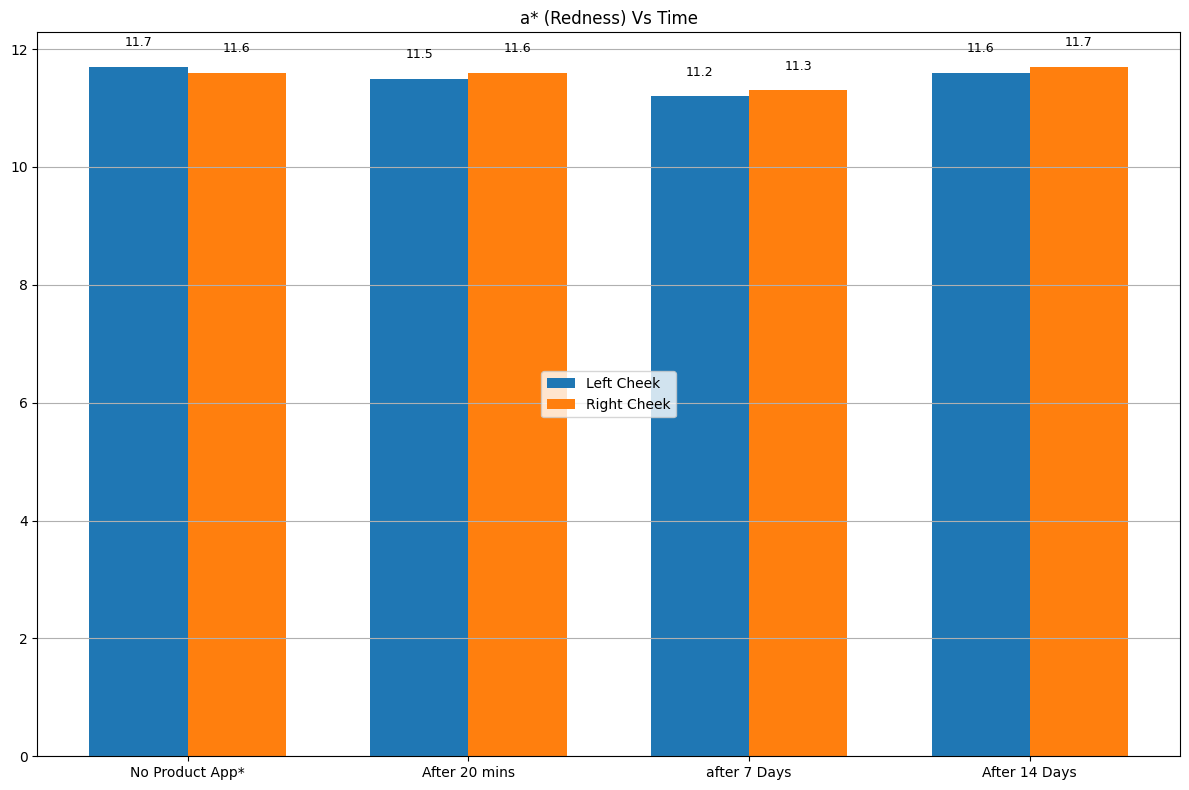 a* (Redness) Vs Time
11.7
11.6
11.5
11.6
11.2
11.3
11.6
11.7
12
10
8
6
4
2
0
Left Cheek
Right Cheek
No Product App*
After 20 mins
after 7 Days
After 14 Days